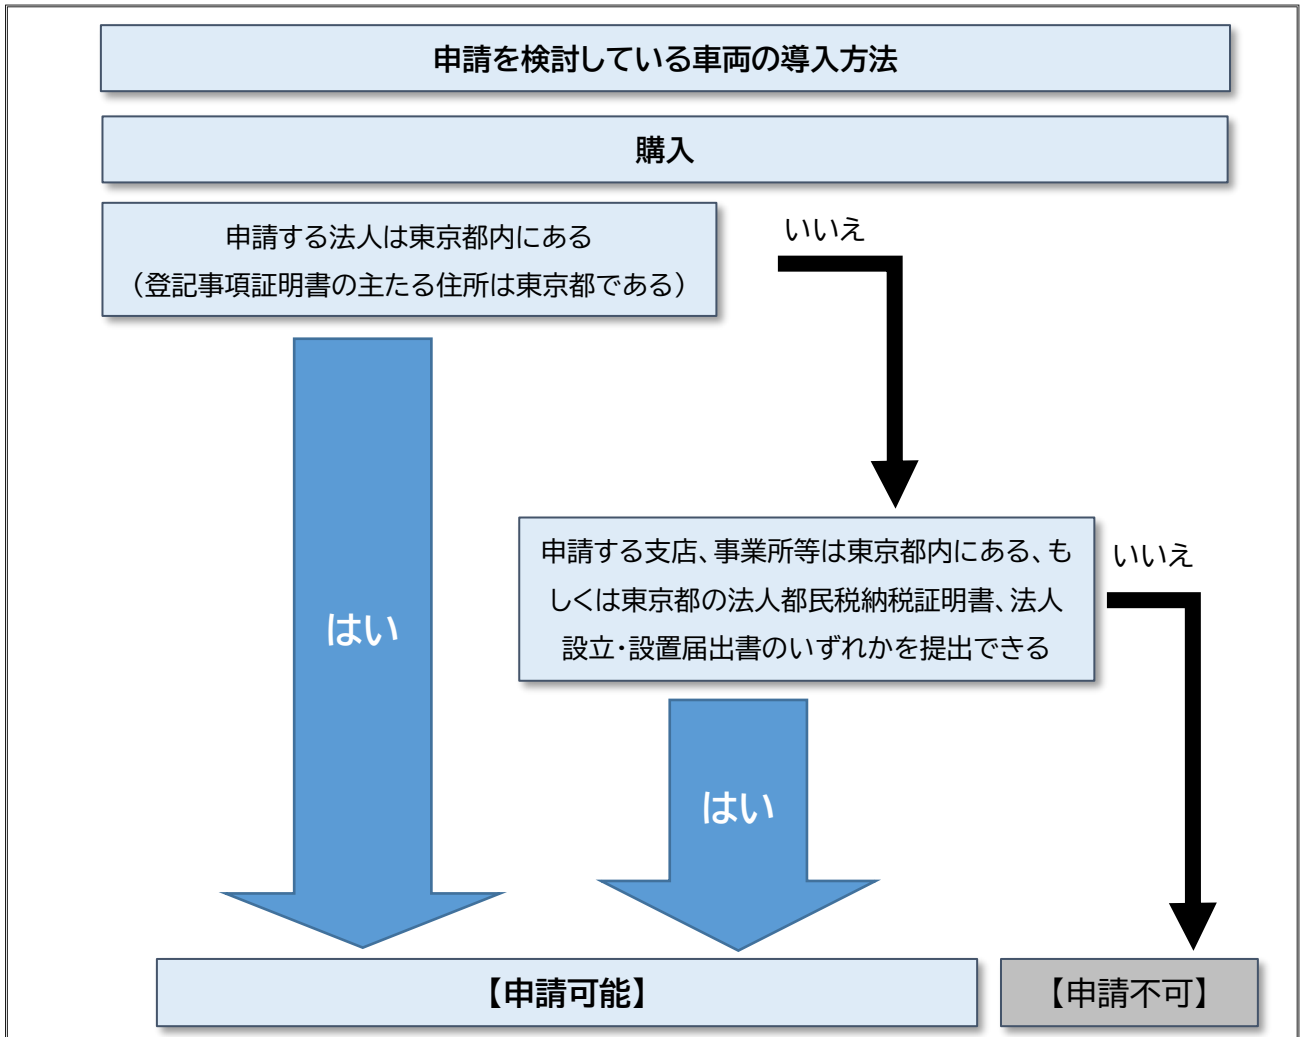 申請を検討している車両の導入方法
購入
申請する法人は東京都内にある
（登記事項証明書の主たる住所は東京都である）
いいえ
申請する支店、事業所等は東京都内にある、も
しくは東京都の法人都民税納税証明書、法人
設立・設置届出書のいずれかを提出できる
いいえ
はい
はい
【申請可能】
【申請不可】